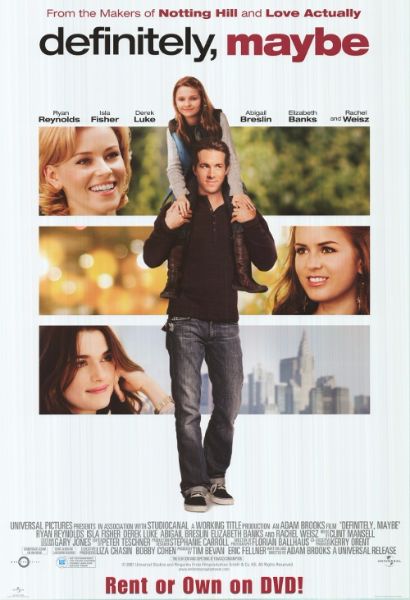 From the Makers of Notting Hill and Love Actually
definitely, maybe
Ryan Reynolds Isla Fisher Derek Luke Abigail Breslin Elizabeth Banks and Rachel Weisz
UNIVERSAL PICTURES PRESENTS IN ASSOCIATION WITH STUDIOCANAL A WORKING TITLE PRODUCTION AN ADAM BROOKS FILM "DEFINITELY, MAYBE"
RYAN REYNOLDS ISLA FISHER DEREK LUKE ABIGAIL BRESLIN ELIZABETH BANKS AND RACHEL WEISZ CLINT MANSELL
GARY JONES PETER TESCHNER STEPHANIE CARROLL FLORIAN BALLHAUS KERRY ORENT
LIZA CHASIN BOBBY COHEN TIM BEVAN ERIC FELLNER ADAM BROOKS A UNIVERSAL RELEASE
Rent or Own on DVD!